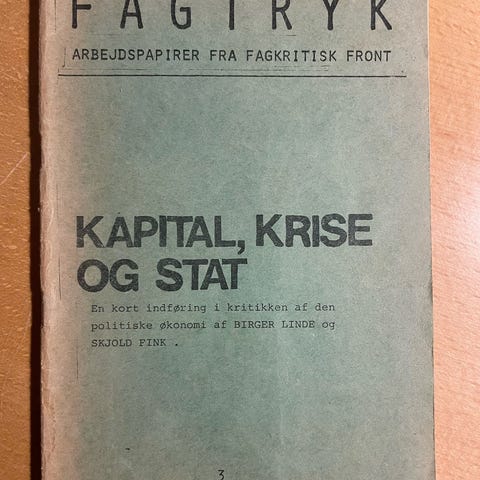 FAGTRYK
ARBEJDSPAPIRER FRA FAGKRITISK FRONT
KAPITAL, KRISE
OG STAT
En kort indføring i kritikken af den
politiske økonomi af BIRGER LINDE og
SKJOLD FINK .
3